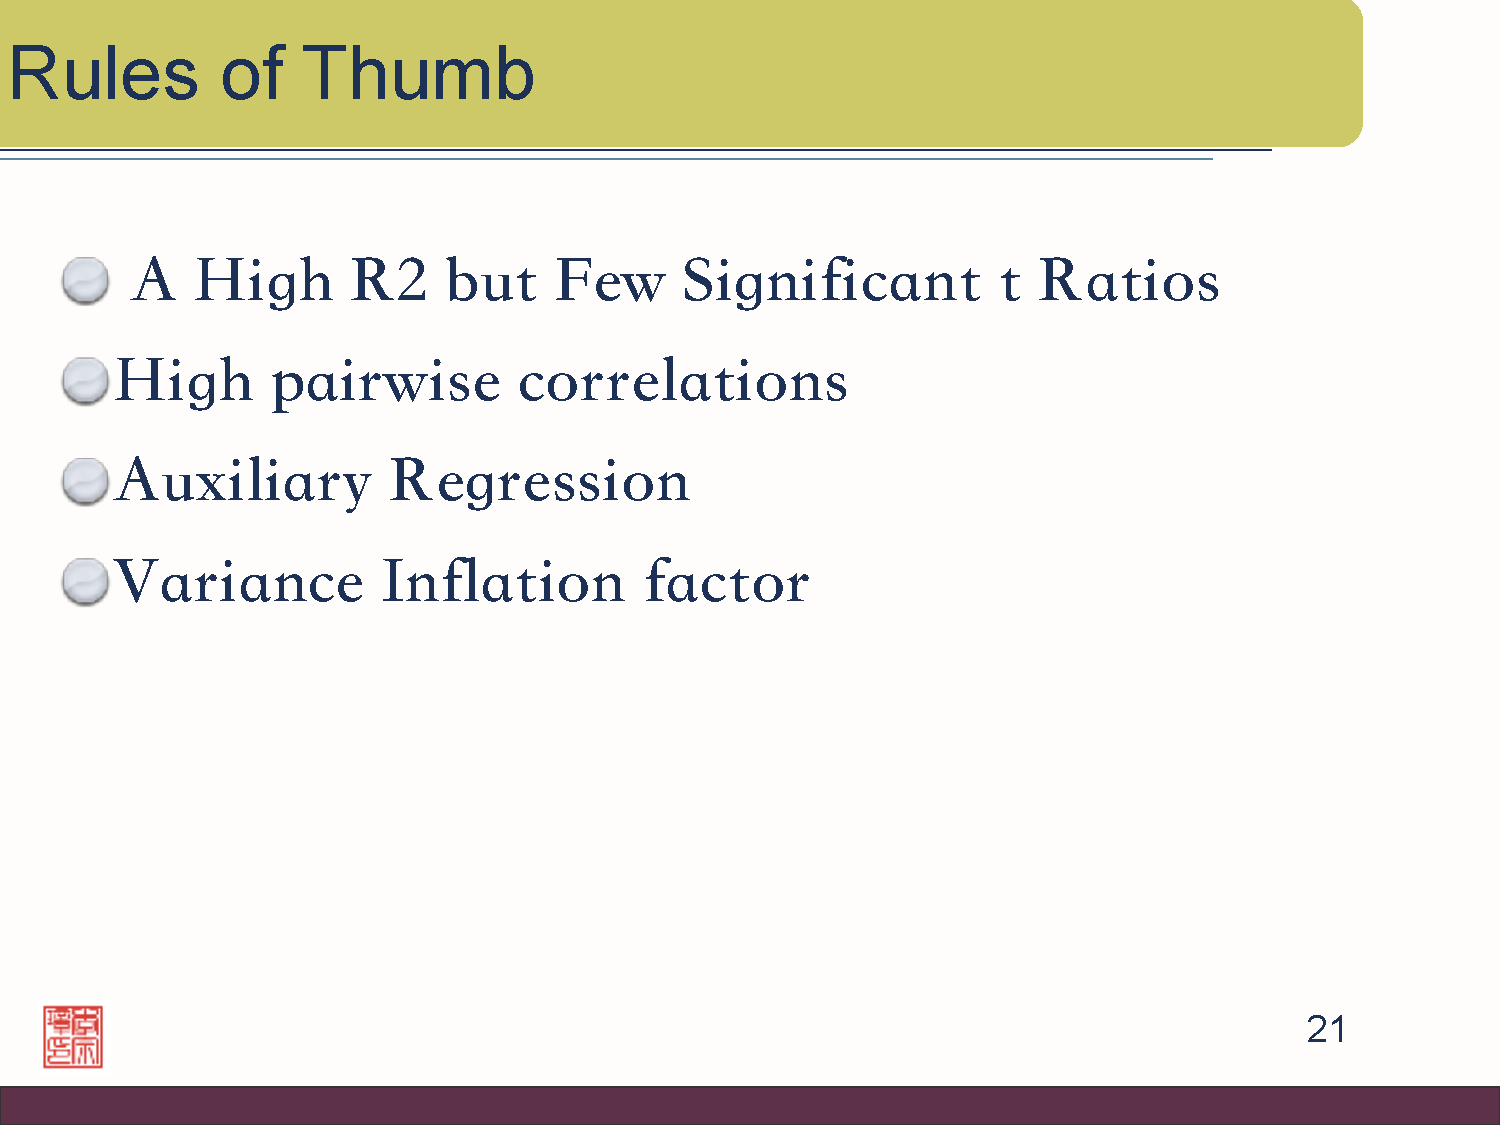 Rules of Thumb
A High R2 but Few Significant t Ratios
High pairwise correlations
Auxiliary Regression
Variance Inflation factor
21